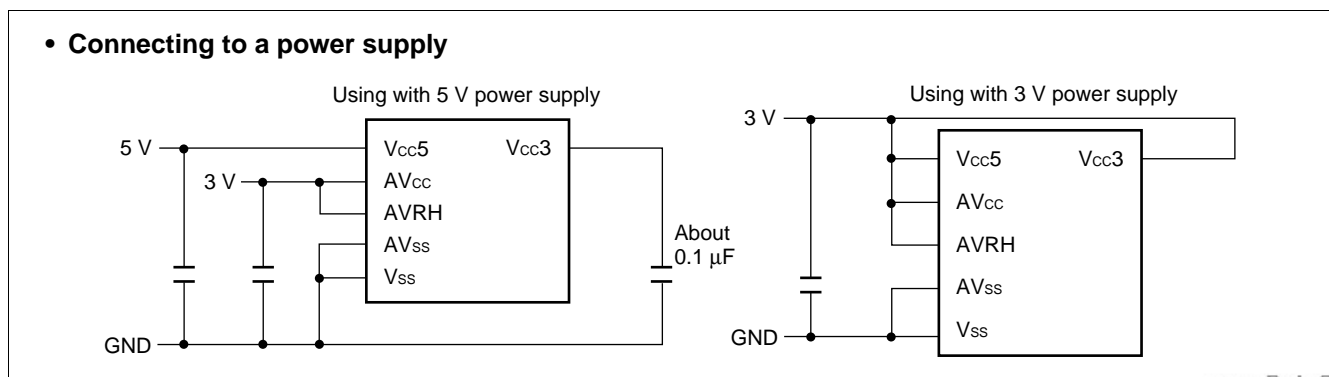 • Connecting to a power supply
Using with 5 V power supply
5 V
3 V
Vcc5
Vcc3
AVcc
AVRH
AVss
Vss
About
0.1 μF
GND
Using with 3 V power supply
3 V
Vcc5
Vcc3
AVcc
AVRH
AVss
Vss
GND